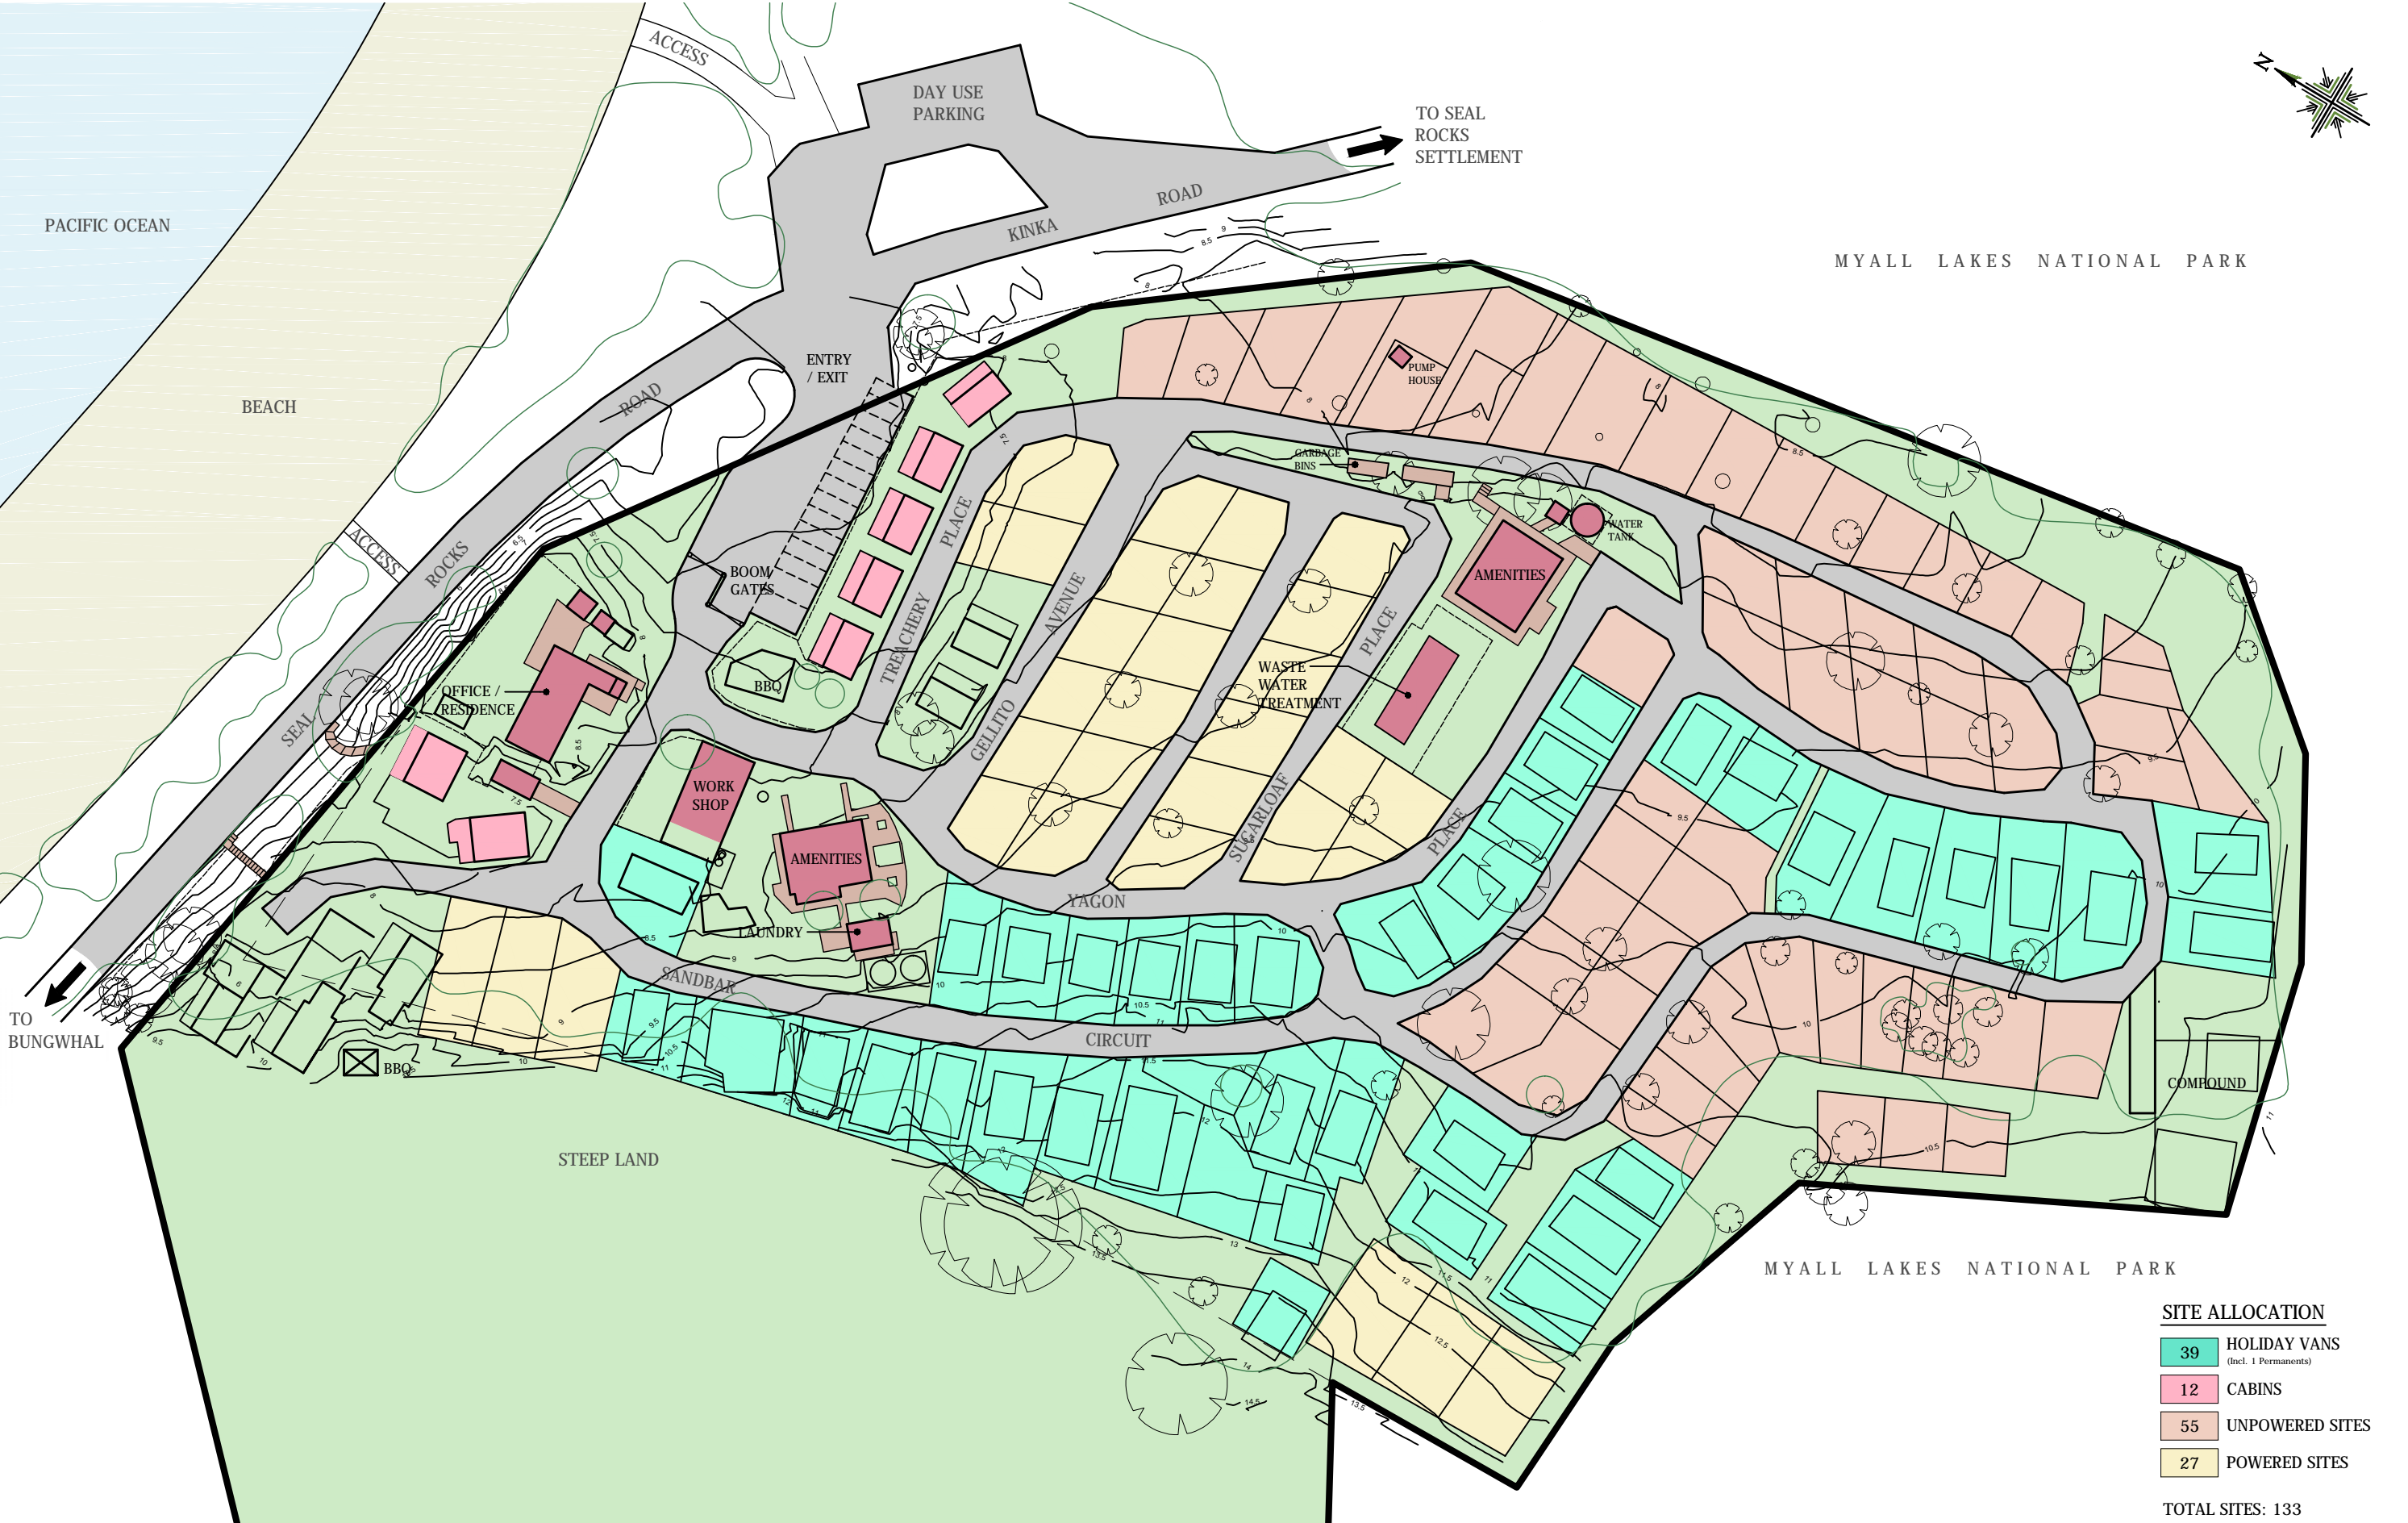 ACCESS
DAY USE
PARKING
N
TO SEAL
ROCKS
SETTLEMENT
PACIFIC OCEAN
KINKA ROAD
MYALL LAKES NATIONAL PARK
BEACH
ENTRY
/ EXIT
PUMP
HOUSE
SEAL ROCKS ROAD
ACCESS
GARBAGE
BINS
WATER
TANK
BOOM
GATES
TREACHERY PLACE
GELLITO AVENUE
AMENITIES
BBQ
OFFICE /
RESIDENCE
WASTE
WATER
TREATMENT
SUGARLOAF PLACE
PLACE
WORK
SHOP
AMENITIES
YAGON
LAUNDRY
SANDBAR CIRCUIT
TO
BUNGWHAL
BBQ
COMPOUND
STEEP LAND
MYALL LAKES NATIONAL PARK
SITE ALLOCATION
39 HOLIDAY VANS
(Incl. 1 Permanents)
12 CABINS
55 UNPOWERED SITES
27 POWERED SITES
TOTAL SITES: 133